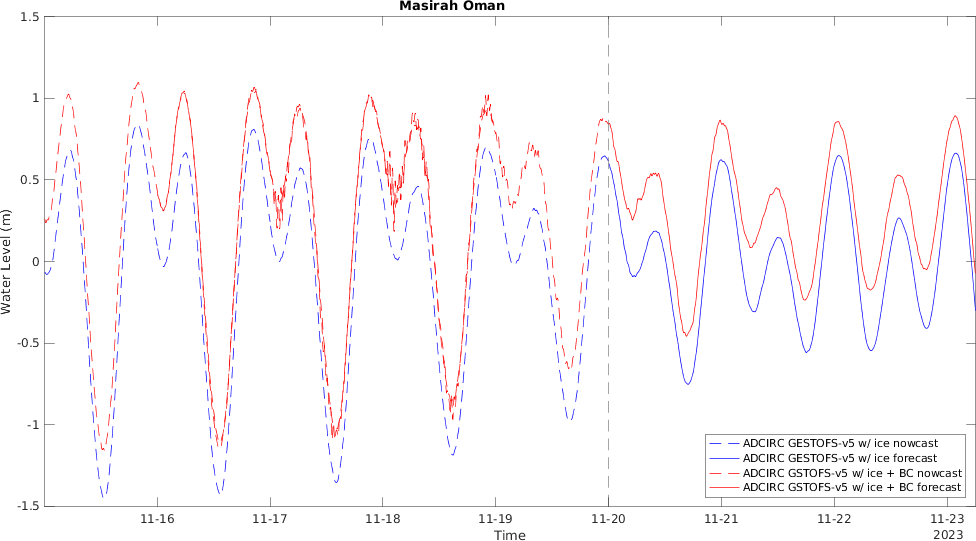 Masirah Oman
1.5
1
0.5
0
-0.5
-1
-1.5
Water Level (m)
11-16 11-17 11-18 11-19 11-20 11-21 11-22 11-23
2023
Time
ADCIRC GESTOFS-v5 w/ ice nowcast
ADCIRC GESTOFS-v5 w/ ice forecast
ADCIRC GSTOFS-v5 w/ ice + BC nowcast
ADCIRC GSTOFS-v5 w/ ice + BC forecast